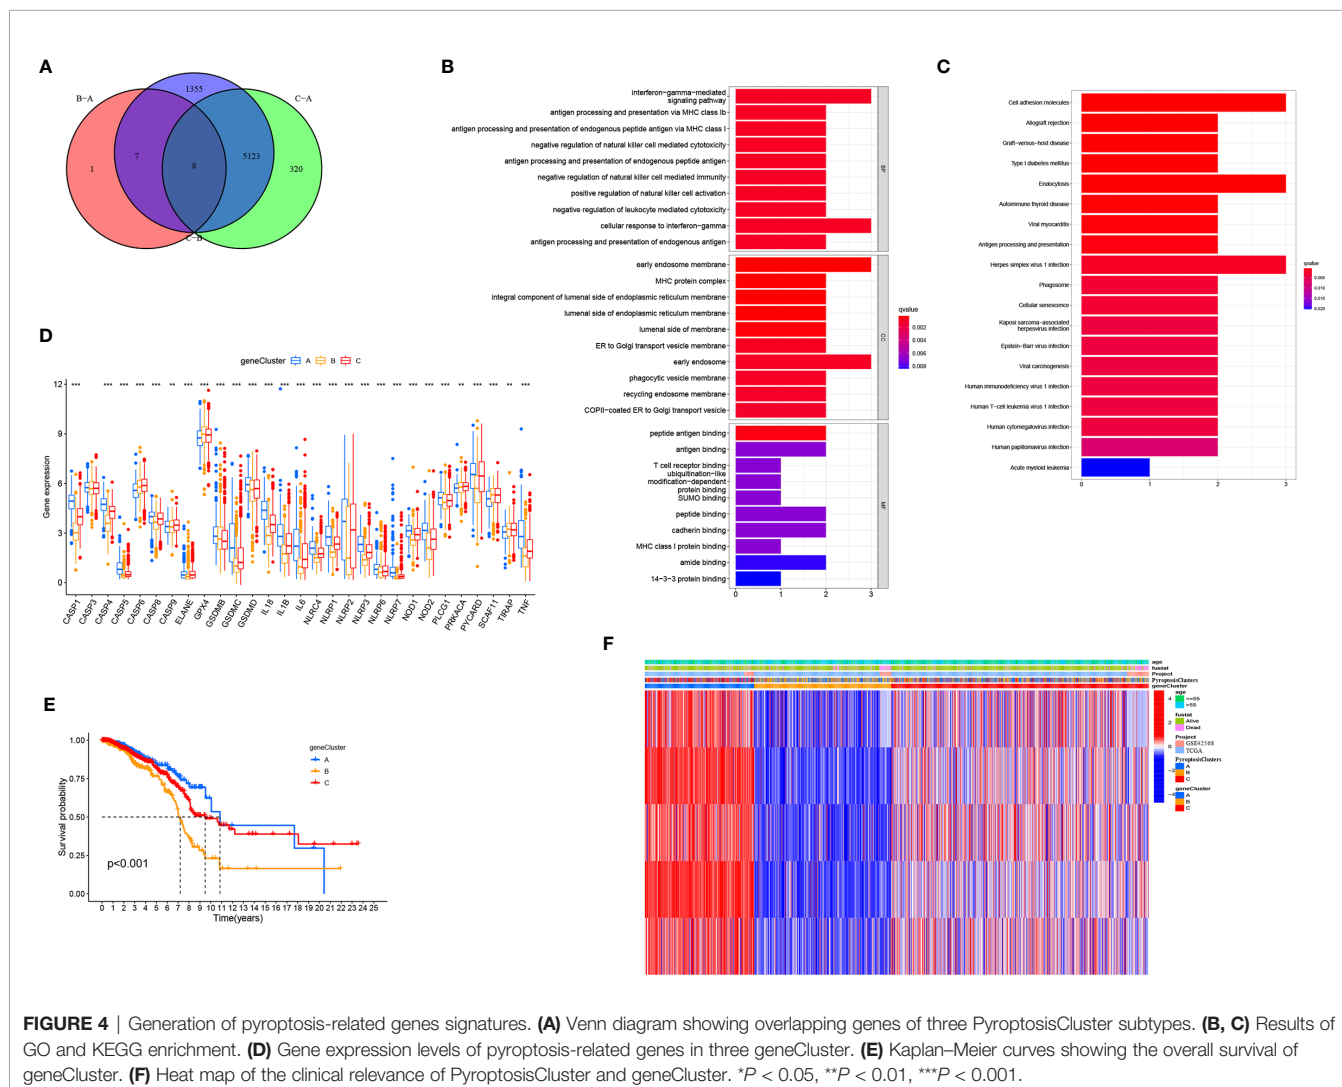 A
B-A
1355
C-A
1
7
8
5123
320
C-B
B
interferon-gamma-mediated
signaling pathway
antigen processing and presentation via MHC class Ib
antigen processing and presentation of endogenous peptide antigen via MHC class I
negative regulation of natural killer cell mediated cytotoxicity
antigen processing and presentation of endogenous peptide antigen
negative regulation of natural killer cell mediated immunity
positive regulation of natural killer cell activation
negative regulation of leukocyte mediated cytotoxicity
cellular response to interferon-gamma
antigen processing and presentation of endogenous antigen
BP
early endosome membrane
MHC protein complex
integral component of lumenal side of endoplasmic reticulum membrane
lumenal side of endoplasmic reticulum membrane
lumenal side of membrane
ER to Golgi transport vesicle membrane
early endosome
phagocytic vesicle membrane
recycling endosome membrane
COPII-coated ER to Golgi transport vesicle
CC
peptide antigen binding
antigen binding
T cell receptor binding
ubiquitination-like
modification-dependent
protein binding
SUMO binding
peptide binding
cadherin binding
MHC class I protein binding
amide binding
14-3-3 protein binding
MF
0 1 2 3
qvalue
0.002
0.004
0.006
0.008
C
Cell adhesion molecules
Allograft rejection
Graft-versus-host disease
Type I diabetes mellitus
Endocytosis
Autoimmune thyroid disease
Viral myocarditis
Antigen processing and presentation
Herpes simplex virus 1 infection
Phagosome
Cellular senescence
Kaposi sarcoma-associated
herpesvirus infection
Epstein-Barr virus infection
Viral carcinogenesis
Human immunodeficiency virus 1 infection
Human T-cell leukemia virus 1 infection
Human cytomegalovirus infection
Human papillomavirus infection
Acute myeloid leukemia
0 1 2 3
qvalue
0.005
0.010
0.015
0.020
D
geneCluster A B C
*** *** *** *** ** *** *** *** *** *** *** *** *** *** *** *** *** *** *** *** *** *** ** *** *** ** ***
Gene expression
12
9
6
3
0
CASP1 CASP3 CASP4 CASP5 CASP6 CASP8 CASP9 ELANE GPX4 GSDMB GSDMC GSDMD IL18 IL1B IL6 NLRC4 NLRP1 NLRP2 NLRP3 NLRP6 NLRP7 NOD1 NOD2 PLCG1 PRKACA PYCARD SCAF11 TIRAP TNF
E
geneCluster
A
B
C
Survival probability
1.00
0.75
0.50
0.25
0.00
p<0.001
0 1 2 3 4 5 6 7 8 9 10 11 12 13 14 15 16 17 18 19 20 21 22 23 24 25
Time(years)
F
age
fustat
Project
PyroptosisClusters
geneCluster
4
2
0
−2
−4
age
<=55
>55
fustat
Alive
Dead
Project
GSE42568
TCGA
PyroptosisClusters
A
B
C
geneCluster
A
B
C
FIGURE 4 | Generation of pyroptosis-related genes signatures. (A) Venn diagram showing overlapping genes of three PyroptosisCluster subtypes. (B, C) Results of
GO and KEGG enrichment. (D) Gene expression levels of pyroptosis-related genes in three geneCluster. (E) Kaplan–Meier curves showing the overall survival of
geneCluster. (F) Heat map of the clinical relevance of PyroptosisCluster and geneCluster. *P < 0.05, **P < 0.01, ***P < 0.001.